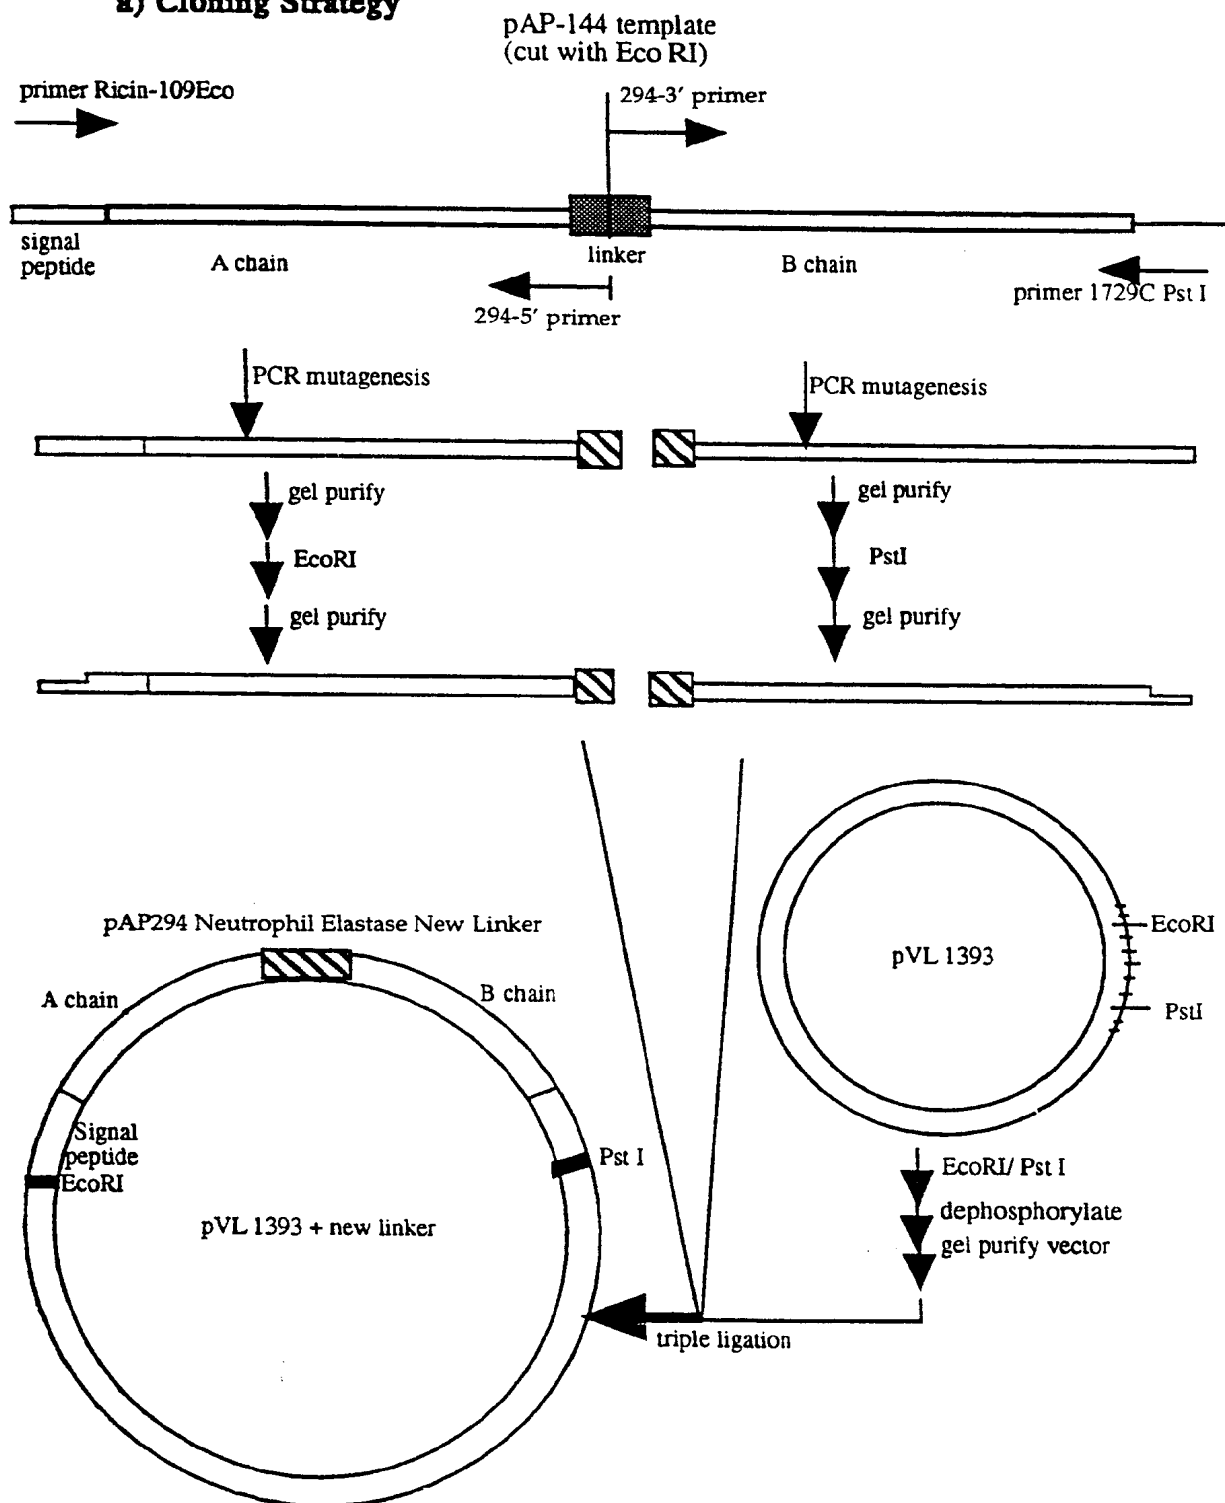 a) Cloning Strategy
pAP-144 template
(cut with Eco RI)
primer Ricin-109Eco
294-3' primer
signal
peptide
A chain
linker
B chain
294-5' primer
primer 1729C Pst I
PCR mutagenesis
PCR mutagenesis
gel purify
gel purify
EcoRI
PstI
gel purify
gel purify
pAP294 Neutrophil Elastase New Linker
A chain
B chain
pVL 1393
EcoRI
PstI
Signal
peptide
EcoRI
Pst I
pVL 1393 + new linker
EcoRI/ Pst I
dephosphorylate
gel purify vector
triple ligation